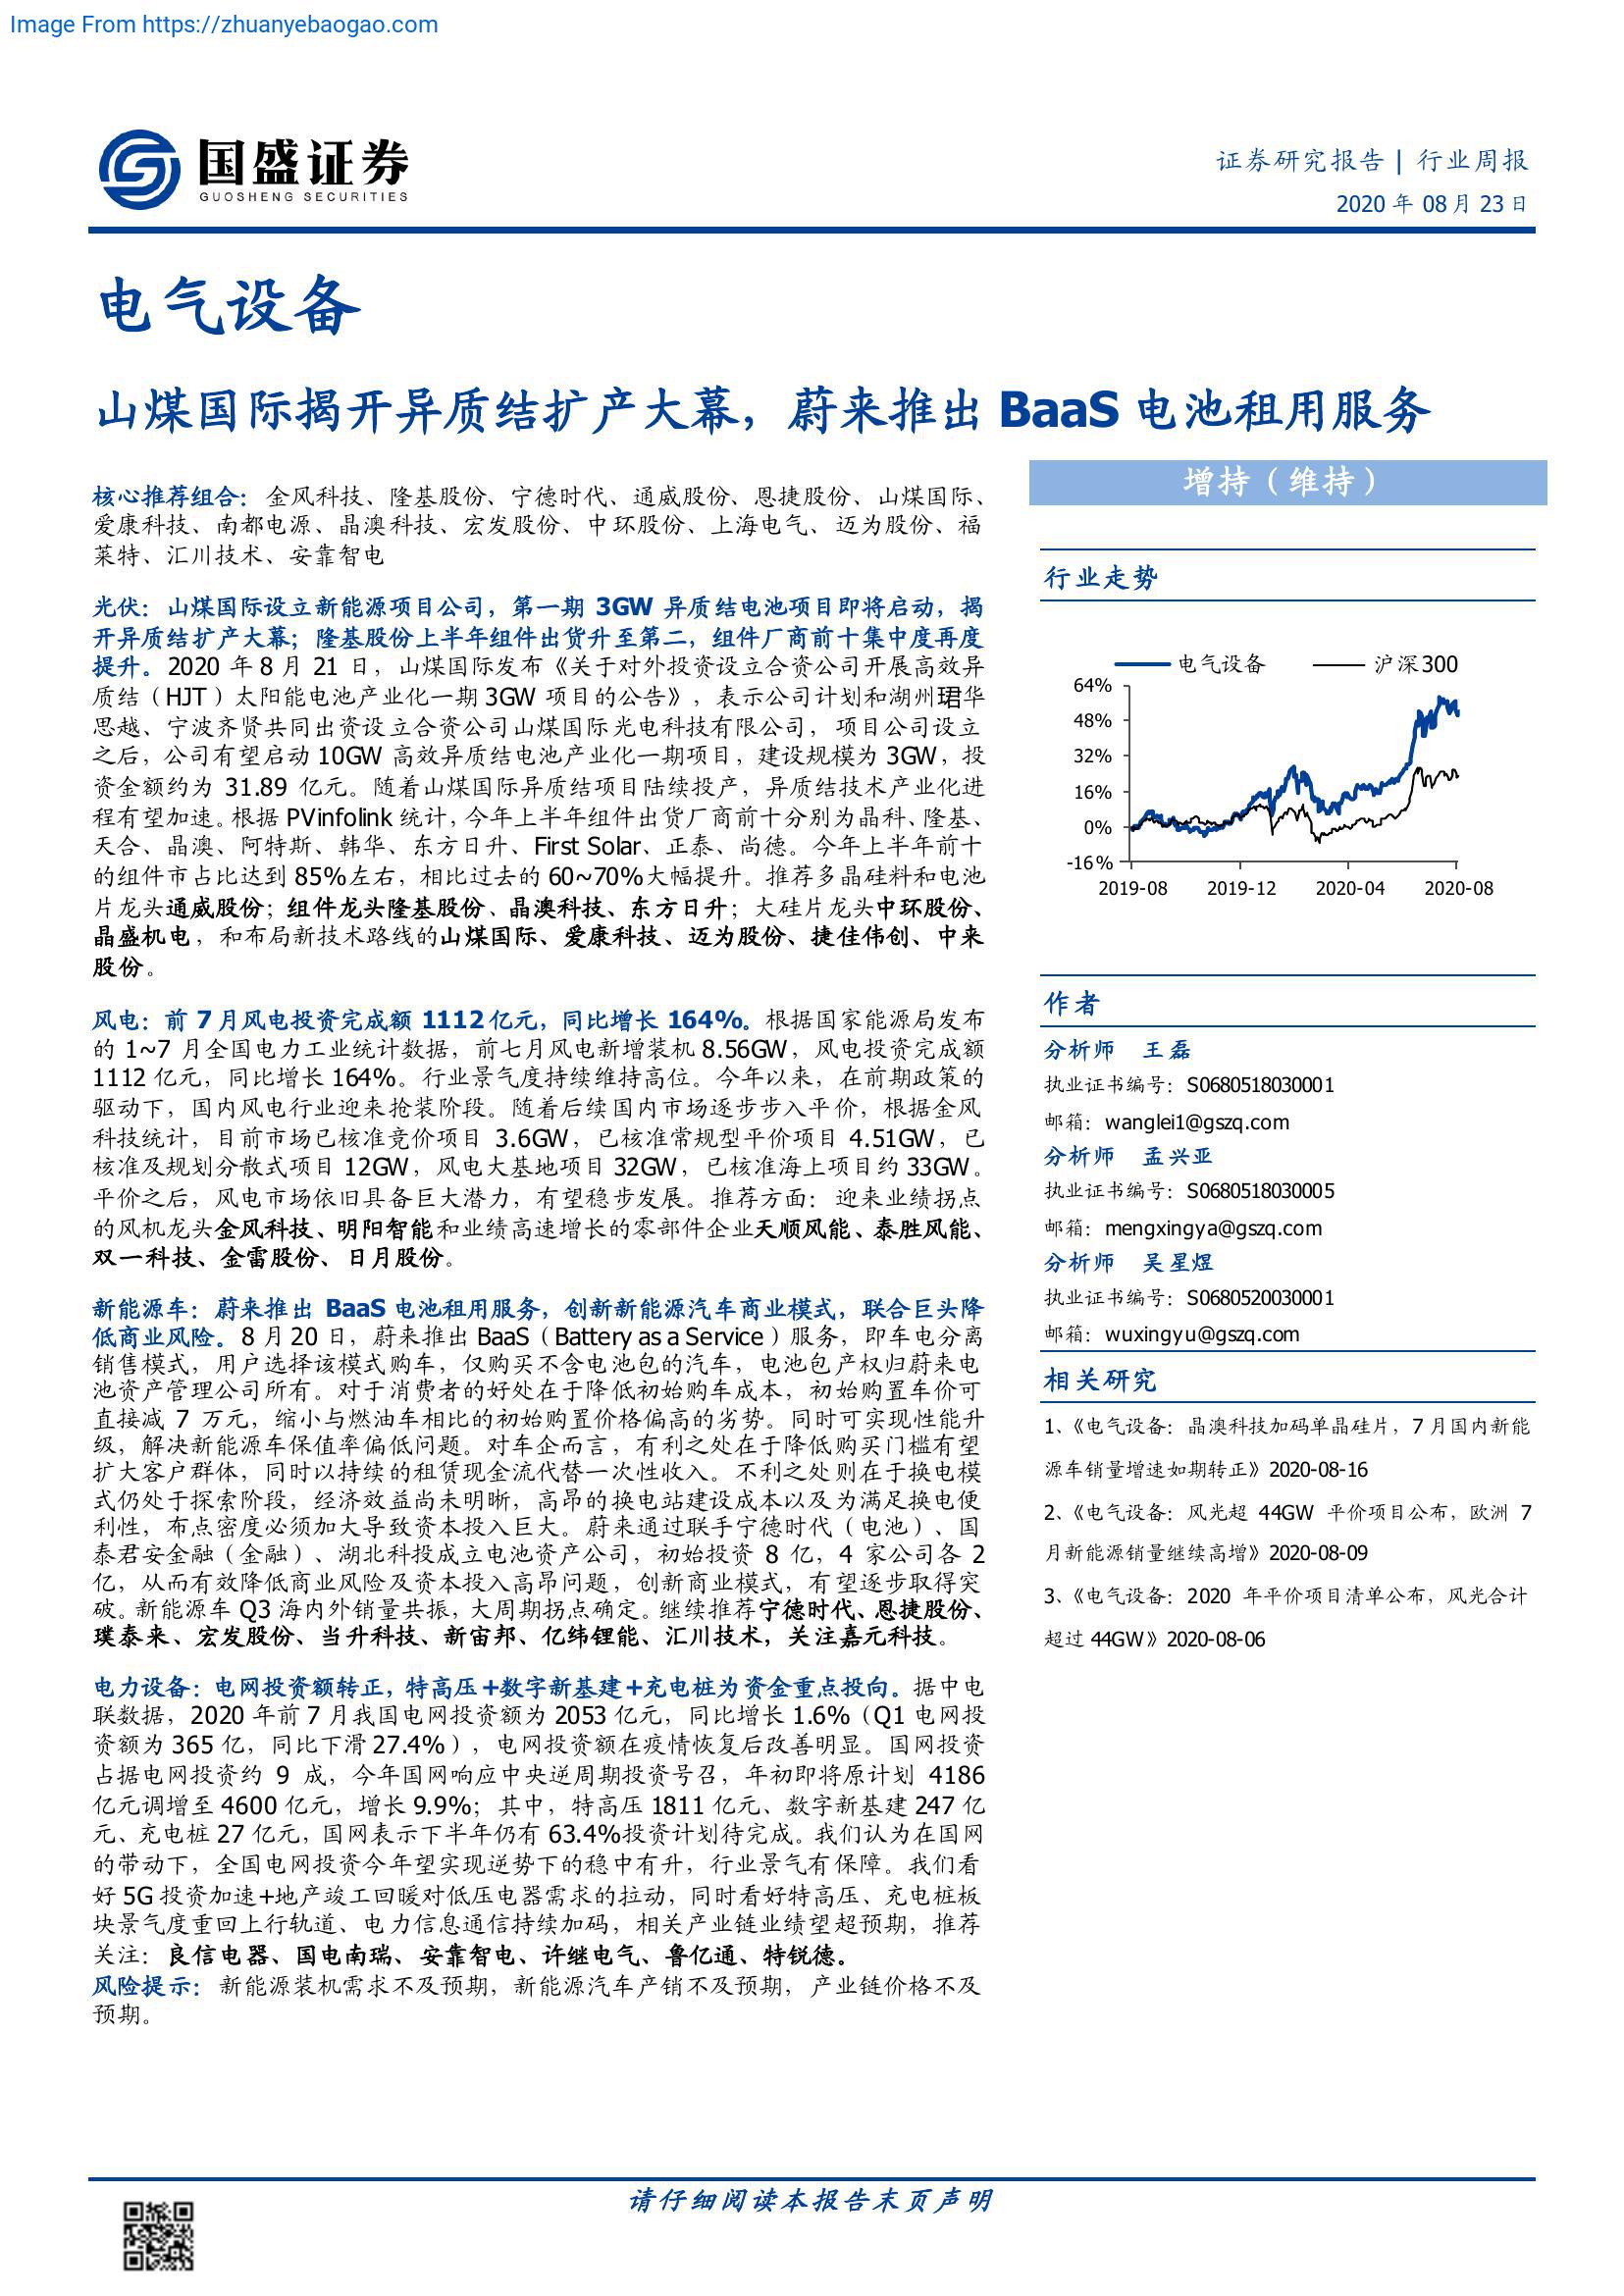 Image From https://zhuanyebaogao.com
国盛证券
GUOSHENG SECURITIES
证券研究报告 | 行业周报
2020 年 08 月 23 日
电气设备
山煤国际揭开异质结扩产大幕，蔚来推出 BaaS 电池租用服务
核心推荐组合：金风科技、隆基股份、宁德时代、通威股份、恩捷股份、山煤国际、
爱康科技、南都电源、晶澳科技、宏发股份、中环股份、上海电气、迈为股份、福
莱特、汇川技术、安靠智电
光伏：山煤国际设立新能源项目公司，第一期 3GW 异质结电池项目即将启动，揭
开异质结扩产大幕；隆基股份上半年组件出货升至第二，组件厂商前十集中度再度
提升。2020 年 8 月 21 日，山煤国际发布《关于对外投资设立合资公司开展高效异
质结（HJT）太阳能电池产业化一期 3GW 项目的公告》，表示公司计划和湖州珺华
思越、宁波齐贤共同出资设立合资公司山煤国际光电科技有限公司，项目公司设立
之后，公司有望启动 10GW 高效异质结电池产业化一期项目，建设规模为 3GW，投
资金额约为 31.89 亿元。随着山煤国际异质结项目陆续投产，异质结技术产业化进
程有望加速。根据 PVinfolink 统计，今年上半年组件出货厂商前十分别为晶科、隆基、
天合、晶澳、阿特斯、韩华、东方日升、First Solar、正泰、尚德。今年上半年前十
的组件市占比达到 85%左右，相比过去的 60~70%大幅提升。推荐多晶硅料和电池
片龙头通威股份；组件龙头隆基股份、晶澳科技、东方日升；大硅片龙头中环股份、
晶盛机电，和布局新技术路线的山煤国际、爱康科技、迈为股份、捷佳伟创、中来
股份。
风电：前 7 月风电投资完成额 1112 亿元，同比增长 164%。根据国家能源局发布
的 1~7 月全国电力工业统计数据，前七月风电新增装机 8.56GW，风电投资完成额
1112 亿元，同比增长 164%。行业景气度持续维持高位。今年以来，在前期政策的
驱动下，国内风电行业迎来抢装阶段。随着后续国内市场逐步步入平价，根据金风
科技统计，目前市场已核准竞价项目 3.6GW，已核准常规型平价项目 4.51GW，已
核准及规划分散式项目 12GW，风电大基地项目 32GW，已核准海上项目约 33GW。
平价之后，风电市场依旧具备巨大潜力，有望稳步发展。推荐方面：迎来业绩拐点
的风机龙头金风科技、明阳智能和业绩高速增长的零部件企业天顺风能、泰胜风能、
双一科技、金雷股份、日月股份。
新能源车：蔚来推出 BaaS 电池租用服务，创新新能源汽车商业模式，联合巨头降
低商业风险。8 月 20 日，蔚来推出 BaaS（Battery as a Service）服务，即车电分离
销售模式，用户选择该模式购车，仅购买不含电池包的汽车，电池包产权归蔚来电
池资产管理公司所有。对于消费者的好处在于降低初始购车成本，初始购置车价可
直接减 7 万元，缩小与燃油车相比的初始购置价格偏高的劣势。同时可实现性能升
级，解决新能源车保值率偏低问题。对车企而言，有利之处在于降低购买门槛有望
扩大客户群体，同时以持续的租赁现金流代替一次性收入。不利之处则在于换电模
式仍处于探索阶段，经济效益尚未明晰，高昂的换电站建设成本以及为满足换电便
利性，布点密度必须加大导致资本投入巨大。蔚来通过联手宁德时代（电池）、国
泰君安金融（金融）、湖北科投成立电池资产公司，初始投资 8 亿，4 家公司各 2
亿，从而有效降低商业风险及资本投入高昂问题，创新商业模式，有望逐步取得突
破。新能源车 Q3 海内外销量共振，大周期拐点确定。继续推荐宁德时代、恩捷股份、
璞泰来、宏发股份、当升科技、新宙邦、亿纬锂能、汇川技术，关注嘉元科技。
电力设备：电网投资额转正，特高压+数字新基建+充电桩为资金重点投向。据中电
联数据，2020 年前 7 月我国电网投资额为 2053 亿元，同比增长 1.6%（Q1 电网投
资额为 365 亿，同比下滑 27.4%），电网投资额在疫情恢复后改善明显。国网投资
占据电网投资约 9 成，今年国网响应中央逆周期投资号召，年初即将原计划 4186
亿元调增至 4600 亿元，增长 9.9%；其中，特高压 1811 亿元、数字新基建 247 亿
元、充电桩 27 亿元，国网表示下半年仍有 63.4%投资计划待完成。我们认为在国网
的带动下，全国电网投资今年望实现逆势下的稳中有升，行业景气有保障。我们看
好 5G 投资加速+地产竣工回暖对低压电器需求的拉动，同时看好特高压、充电桩板
块景气度重回上行轨道、电力信息通信持续加码，相关产业链业绩望超预期，推荐
关注：良信电器、国电南瑞、安靠智电、许继电气、鲁亿通、特锐德。
风险提示：新能源装机需求不及预期，新能源汽车产销不及预期，产业链价格不及
预期。
增持（维持）
行业走势
电气设备 沪深300
64%
48%
32%
16%
0%
-16%
2019-08 2019-12 2020-04 2020-08
作者
分析师 王磊
执业证书编号：S0680518030001
邮箱：wanglei1@gszq.com
分析师 孟兴亚
执业证书编号：S0680518030005
邮箱：mengxingya@gszq.com
分析师 吴星煜
执业证书编号：S0680520030001
邮箱：wuxingyu@gszq.com
相关研究
1、《电气设备：晶澳科技加码单晶硅片，7 月国内新能
源车销量增速如期转正》2020-08-16
2、《电气设备：风光超 44GW 平价项目公布，欧洲 7
月新能源销量继续高增》2020-08-09
3、《电气设备：2020 年平价项目清单公布，风光合计
超过 44GW》2020-08-06
请仔细阅读本报告末页声明